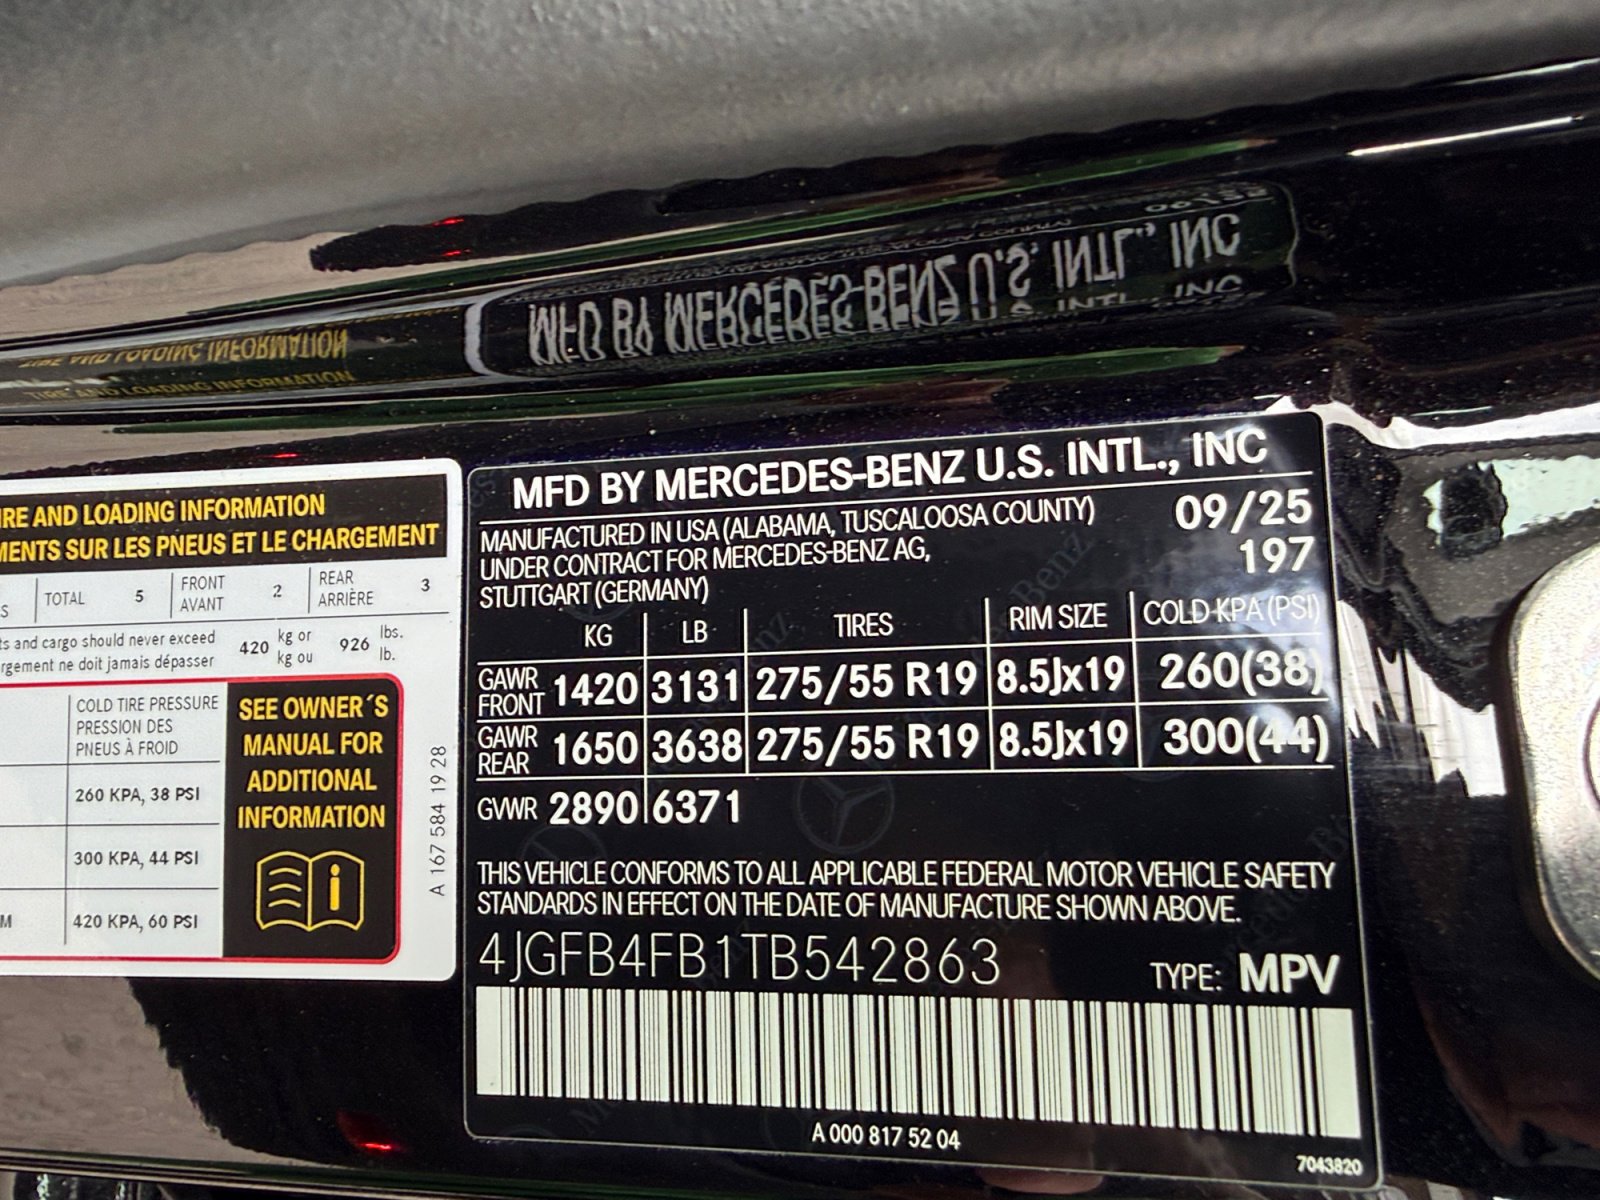 IRE AND LOADING INFORMATION
MENTS SUR LES PNEUS ET LE CHARGEMENT
S TOTAL 5 FRONT AVANT 2 REAR ARRIÈRE 3
ts and cargo should never exceed 420 kg or 926 lbs.
rgement ne doit jamais dépasser kg ou lb.
COLD TIRE PRESSURE
PRESSION DES
PNEUS À FROID
260 KPA, 38 PSI
300 KPA, 44 PSI
M 420 KPA, 60 PSI
SEE OWNER´S
MANUAL FOR
ADDITIONAL
INFORMATION
A 167 584 19 28
MFD BY MERCEDES-BENZ U.S. INTL., INC
MANUFACTURED IN USA (ALABAMA, TUSCALOOSA COUNTY) 09/25
UNDER CONTRACT FOR MERCEDES-BENZ AG, 197
STUTTGART (GERMANY)
KG LB TIRES RIM SIZE COLD KPA (PSI)
GAWR FRONT 1420 3131 275/55 R19 8.5Jx19 260(38)
GAWR REAR 1650 3638 275/55 R19 8.5Jx19 300(44)
GVWR 2890 6371
THIS VEHICLE CONFORMS TO ALL APPLICABLE FEDERAL MOTOR VEHICLE SAFETY
STANDARDS IN EFFECT ON THE DATE OF MANUFACTURE SHOWN ABOVE.
4JGFB4FB1TB542863 TYPE: MPV
A 000 817 52 04
7043820